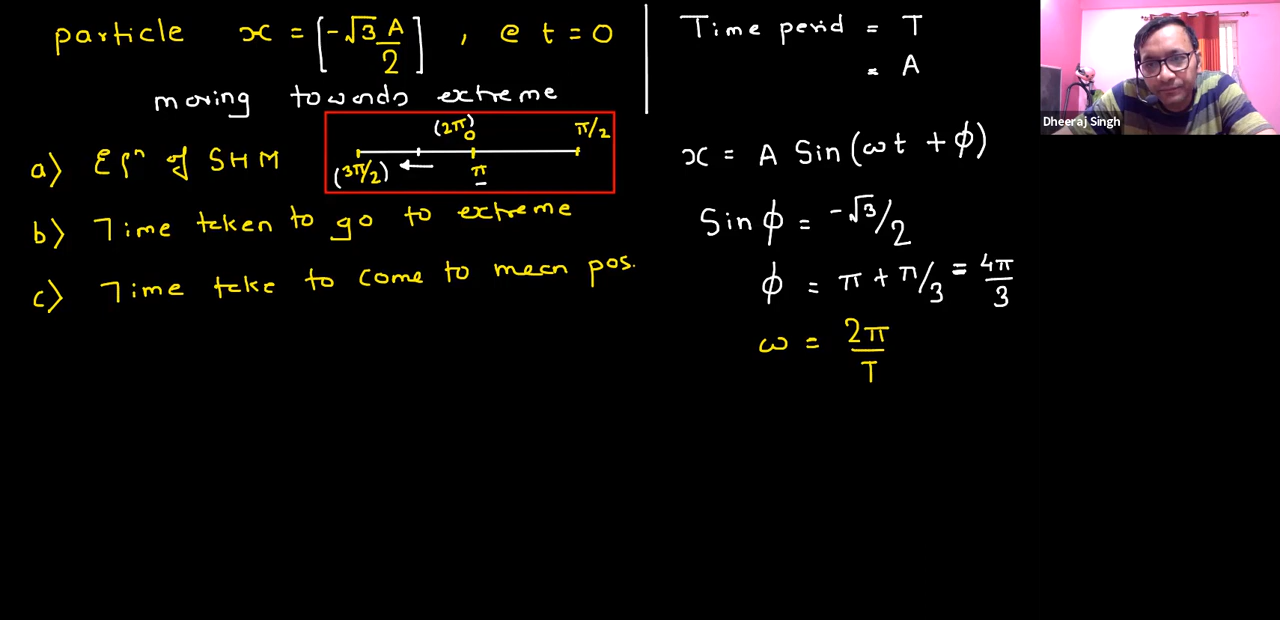 particle x = [-√3 A/2] , @ t = 0
moving towards extreme
(2π) 0 π/2
(3π/2) π
a) Eqⁿ of SHM
b) Time taken to go to extreme
c) Time take to come to mean pos.
Time perid = T
= A
x = A Sin (ωt + ϕ)
Sin ϕ = -√3/2
ϕ = π + π/3 = 4π/3
ω = 2π/T
Dheeraj Singh